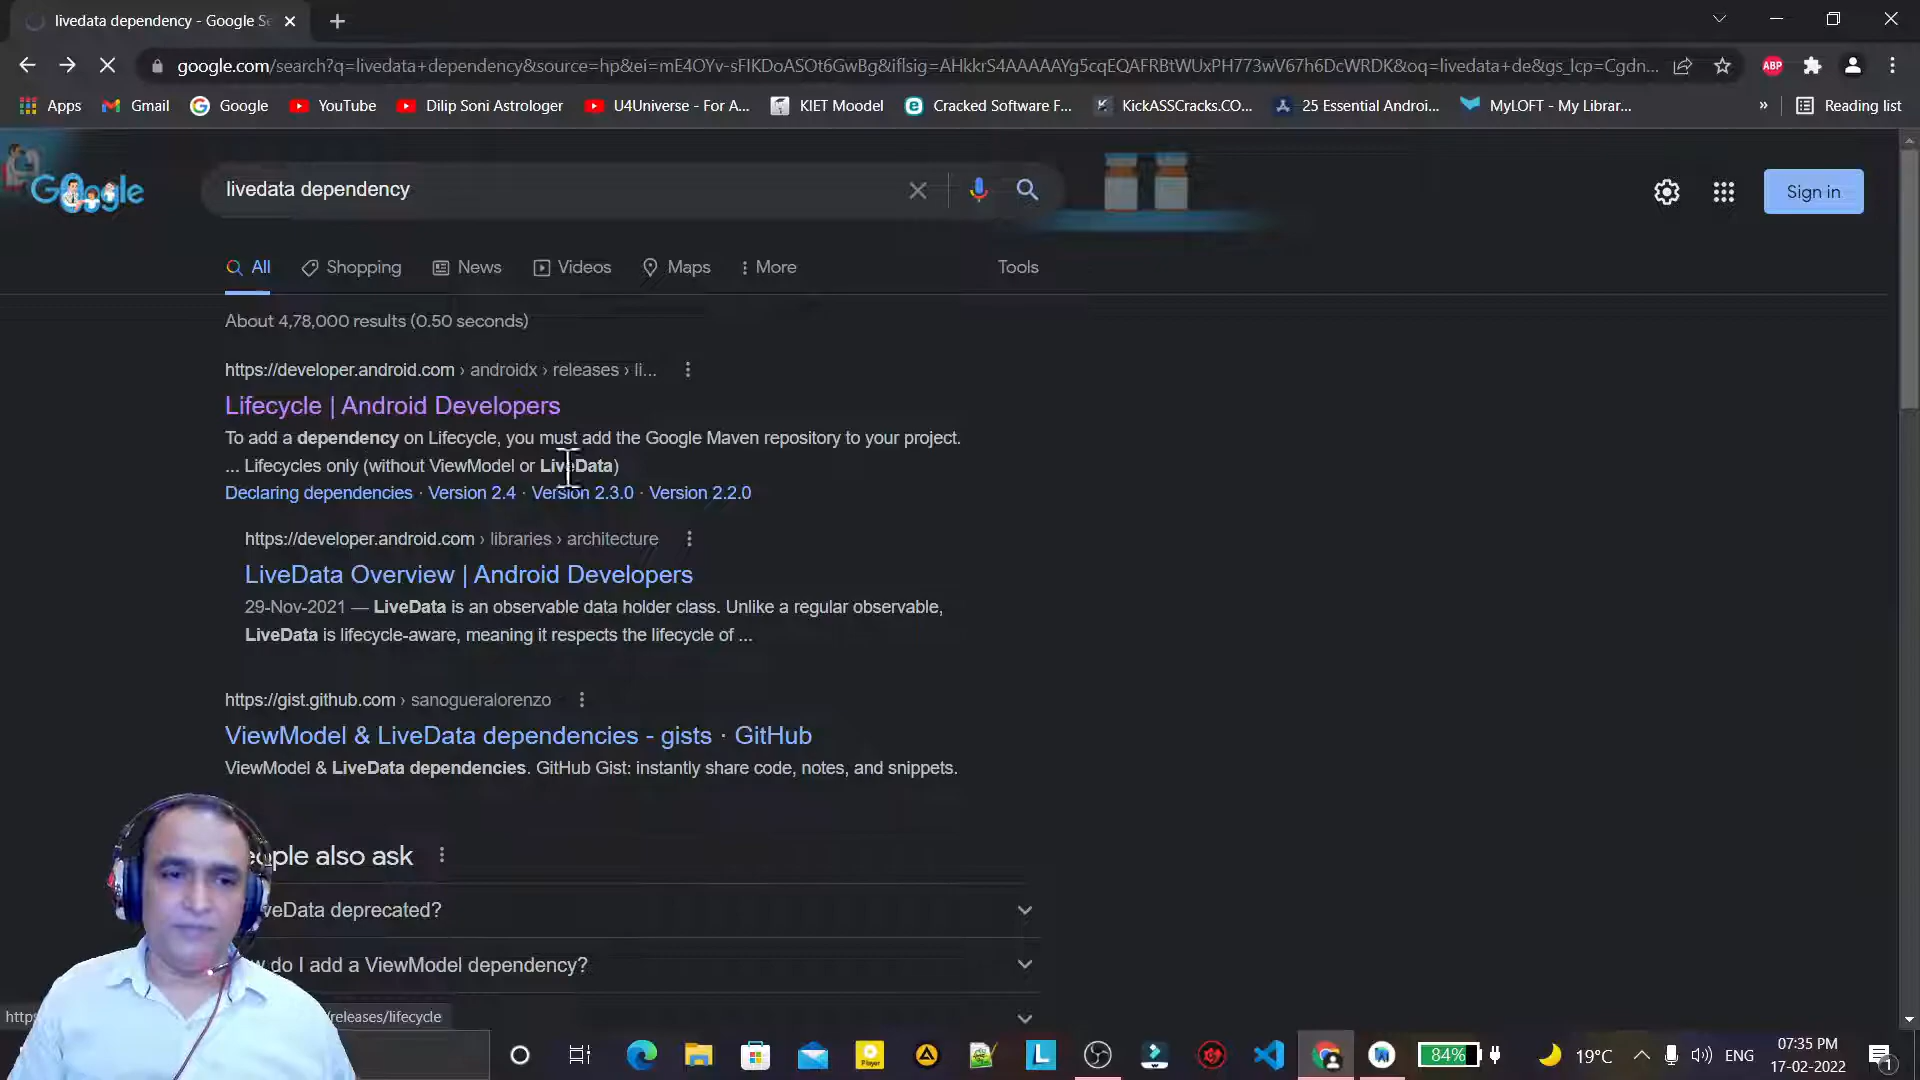 livedata dependency - Google Se
google.com/search?q=livedata+dependency&source=hp&ei=mE4OYv-sFIKDoASOt6GwBg&iflsig=AHkkrS4AAAAAYg5cqEQAFRBtWUxPH773wV67h6DcWRDK&oq=livedata+de&gs_lcp=Cgdn...
Apps Gmail Google YouTube Dilip Soni Astrologer U4Universe - For A... KIET Moodel Cracked Software F... KickASSCracks.CO... 25 Essential Androi... MyLOFT - My Librar... » Reading list
Google livedata dependency Sign in
All Shopping News Videos Maps More Tools
About 4,78,000 results (0.50 seconds)
https://developer.android.com › androidx › releases › li...
Lifecycle | Android Developers
To add a dependency on Lifecycle, you must add the Google Maven repository to your project.
... Lifecycles only (without ViewModel or LiveData)
Declaring dependencies · Version 2.4 · Version 2.3.0 · Version 2.2.0
https://developer.android.com › libraries › architecture
LiveData Overview | Android Developers
29-Nov-2021 — LiveData is an observable data holder class. Unlike a regular observable,
LiveData is lifecycle-aware, meaning it respects the lifecycle of ...
https://gist.github.com › sanogueralorenzo
ViewModel & LiveData dependencies - gists · GitHub
ViewModel & LiveData dependencies. GitHub Gist: instantly share code, notes, and snippets.
eople also ask
veData deprecated?
do I add a ViewModel dependency?
http /releases/lifecycle
84% 19°C ENG 07:35 PM
17-02-2022
1